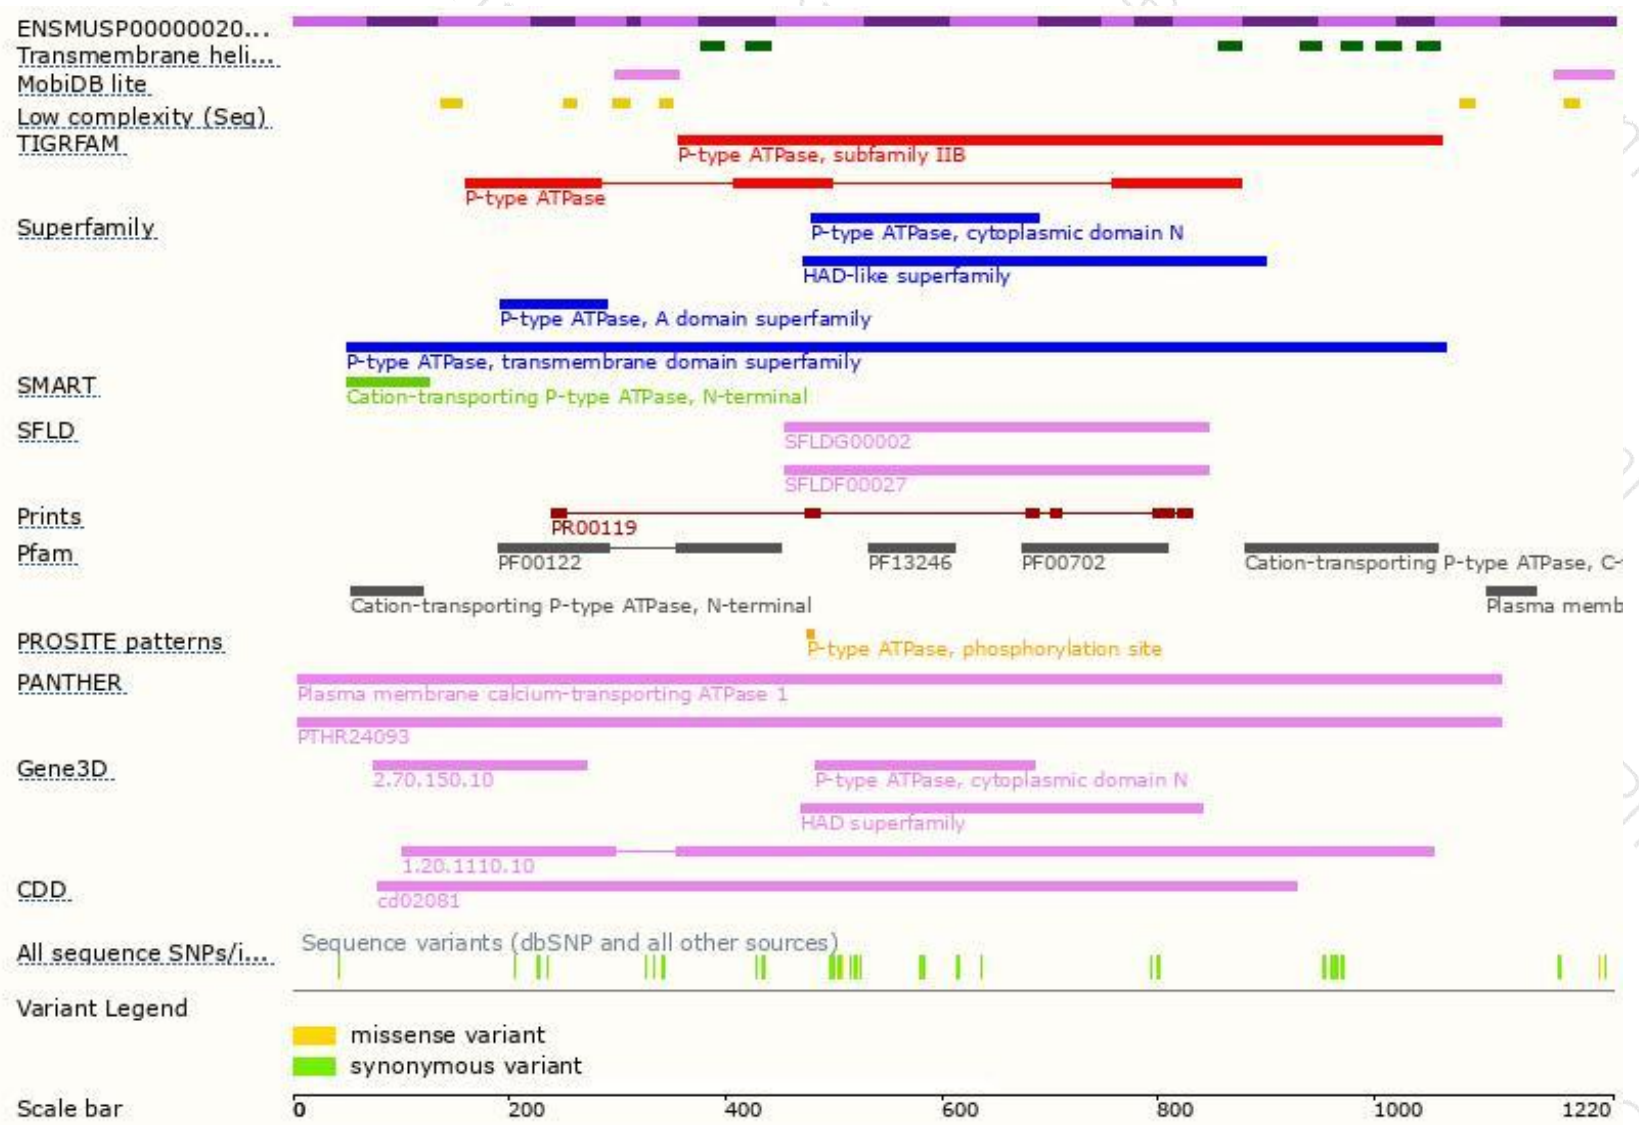 ENSMUSP00000020...
Transmembrane heli...
MobiDB lite
Low complexity (Seg)
TIGRFAM
P-type ATPase, subfamily IIB
P-type ATPase
Superfamily
P-type ATPase, cytoplasmic domain N
HAD-like superfamily
P-type ATPase, A domain superfamily
P-type ATPase, transmembrane domain superfamily
SMART
Cation-transporting P-type ATPase, N-terminal
SFLD
SFLDG00002
SFLDF00027
Prints
PR00119
Pfam
PF00122 PF13246 PF00702 Cation-transporting P-type ATPase, C-
Cation-transporting P-type ATPase, N-terminal Plasma memb
PROSITE patterns
P-type ATPase, phosphorylation site
PANTHER
Plasma membrane calcium-transporting ATPase 1
PTHR24093
Gene3D
2.70.150.10 P-type ATPase, cytoplasmic domain N
HAD superfamily
1.20.1110.10
CDD
cd02081
All sequence SNPs/i...
Sequence variants (dbSNP and all other sources)
Variant Legend
missense variant
synonymous variant
Scale bar 0 200 400 600 800 1000 1220